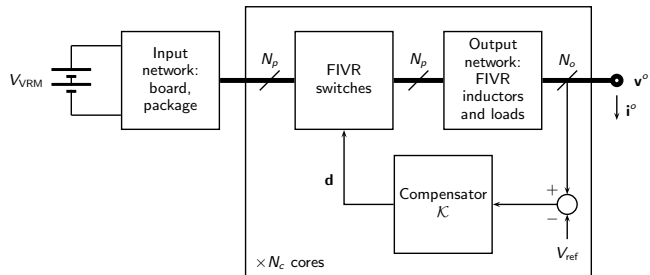 V_VRM
Input
network:
board,
package
N_p
FIVR
switches
N_p
Output
network:
FIVR
inductors
and loads
N_o
v^o
i^o
d
Compensator
𝒦
+
−
V_ref
×N_c cores